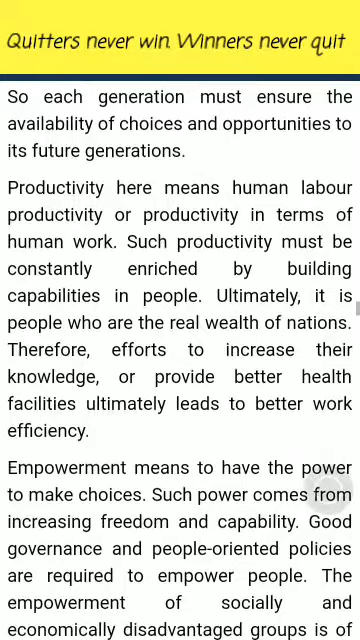 Quitters never win. Winners never quit
So each generation must ensure the
availability of choices and opportunities to
its future generations.
Productivity here means human labour
productivity or productivity in terms of
human work. Such productivity must be
constantly enriched by building
capabilities in people. Ultimately, it is
people who are the real wealth of nations.
Therefore, efforts to increase their
knowledge, or provide better health
facilities ultimately leads to better work
efficiency.
Empowerment means to have the power
to make choices. Such power comes from
increasing freedom and capability. Good
governance and people-oriented policies
are required to empower people. The
empowerment of socially and
economically disadvantaged groups is of